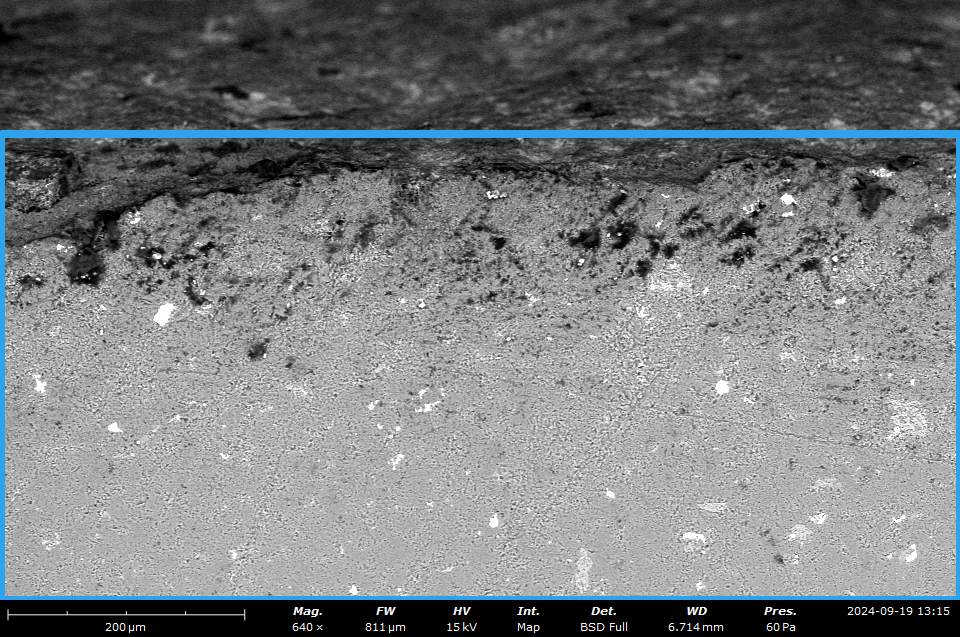 Mag. FW HV Int. Det. WD Pres. 2024-09-19 13:15
200 μm 640 × 811 μm 15 kV Map BSD Full 6.714 mm 60 Pa